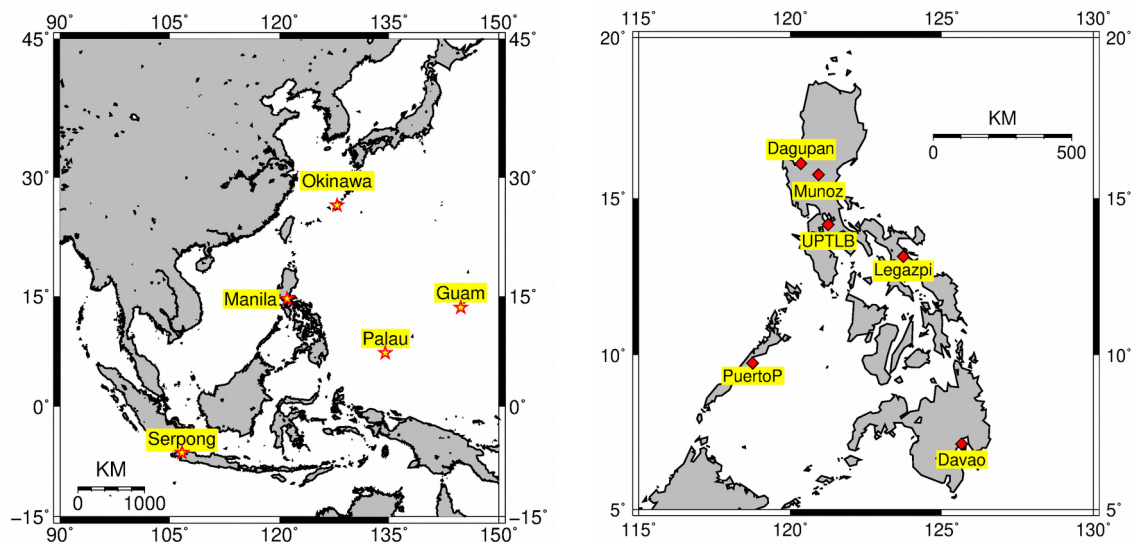 90˚ 105˚ 120˚ 135˚ 150˚
45˚ 45˚
Okinawa
30˚ 30˚
Guam
Manila
15˚ 15˚
Palau
0˚ 0˚
Serpong
KM
0 1000
−15˚ −15˚
90˚ 105˚ 120˚ 135˚ 150˚
115˚ 120˚ 125˚ 130˚
20˚ 20˚
KM
0 500
Dagupan
Munoz
15˚ 15˚
UPTLB
Legazpi
10˚ 10˚
PuertoP
Davao
5˚ 5˚
115˚ 120˚ 125˚ 130˚